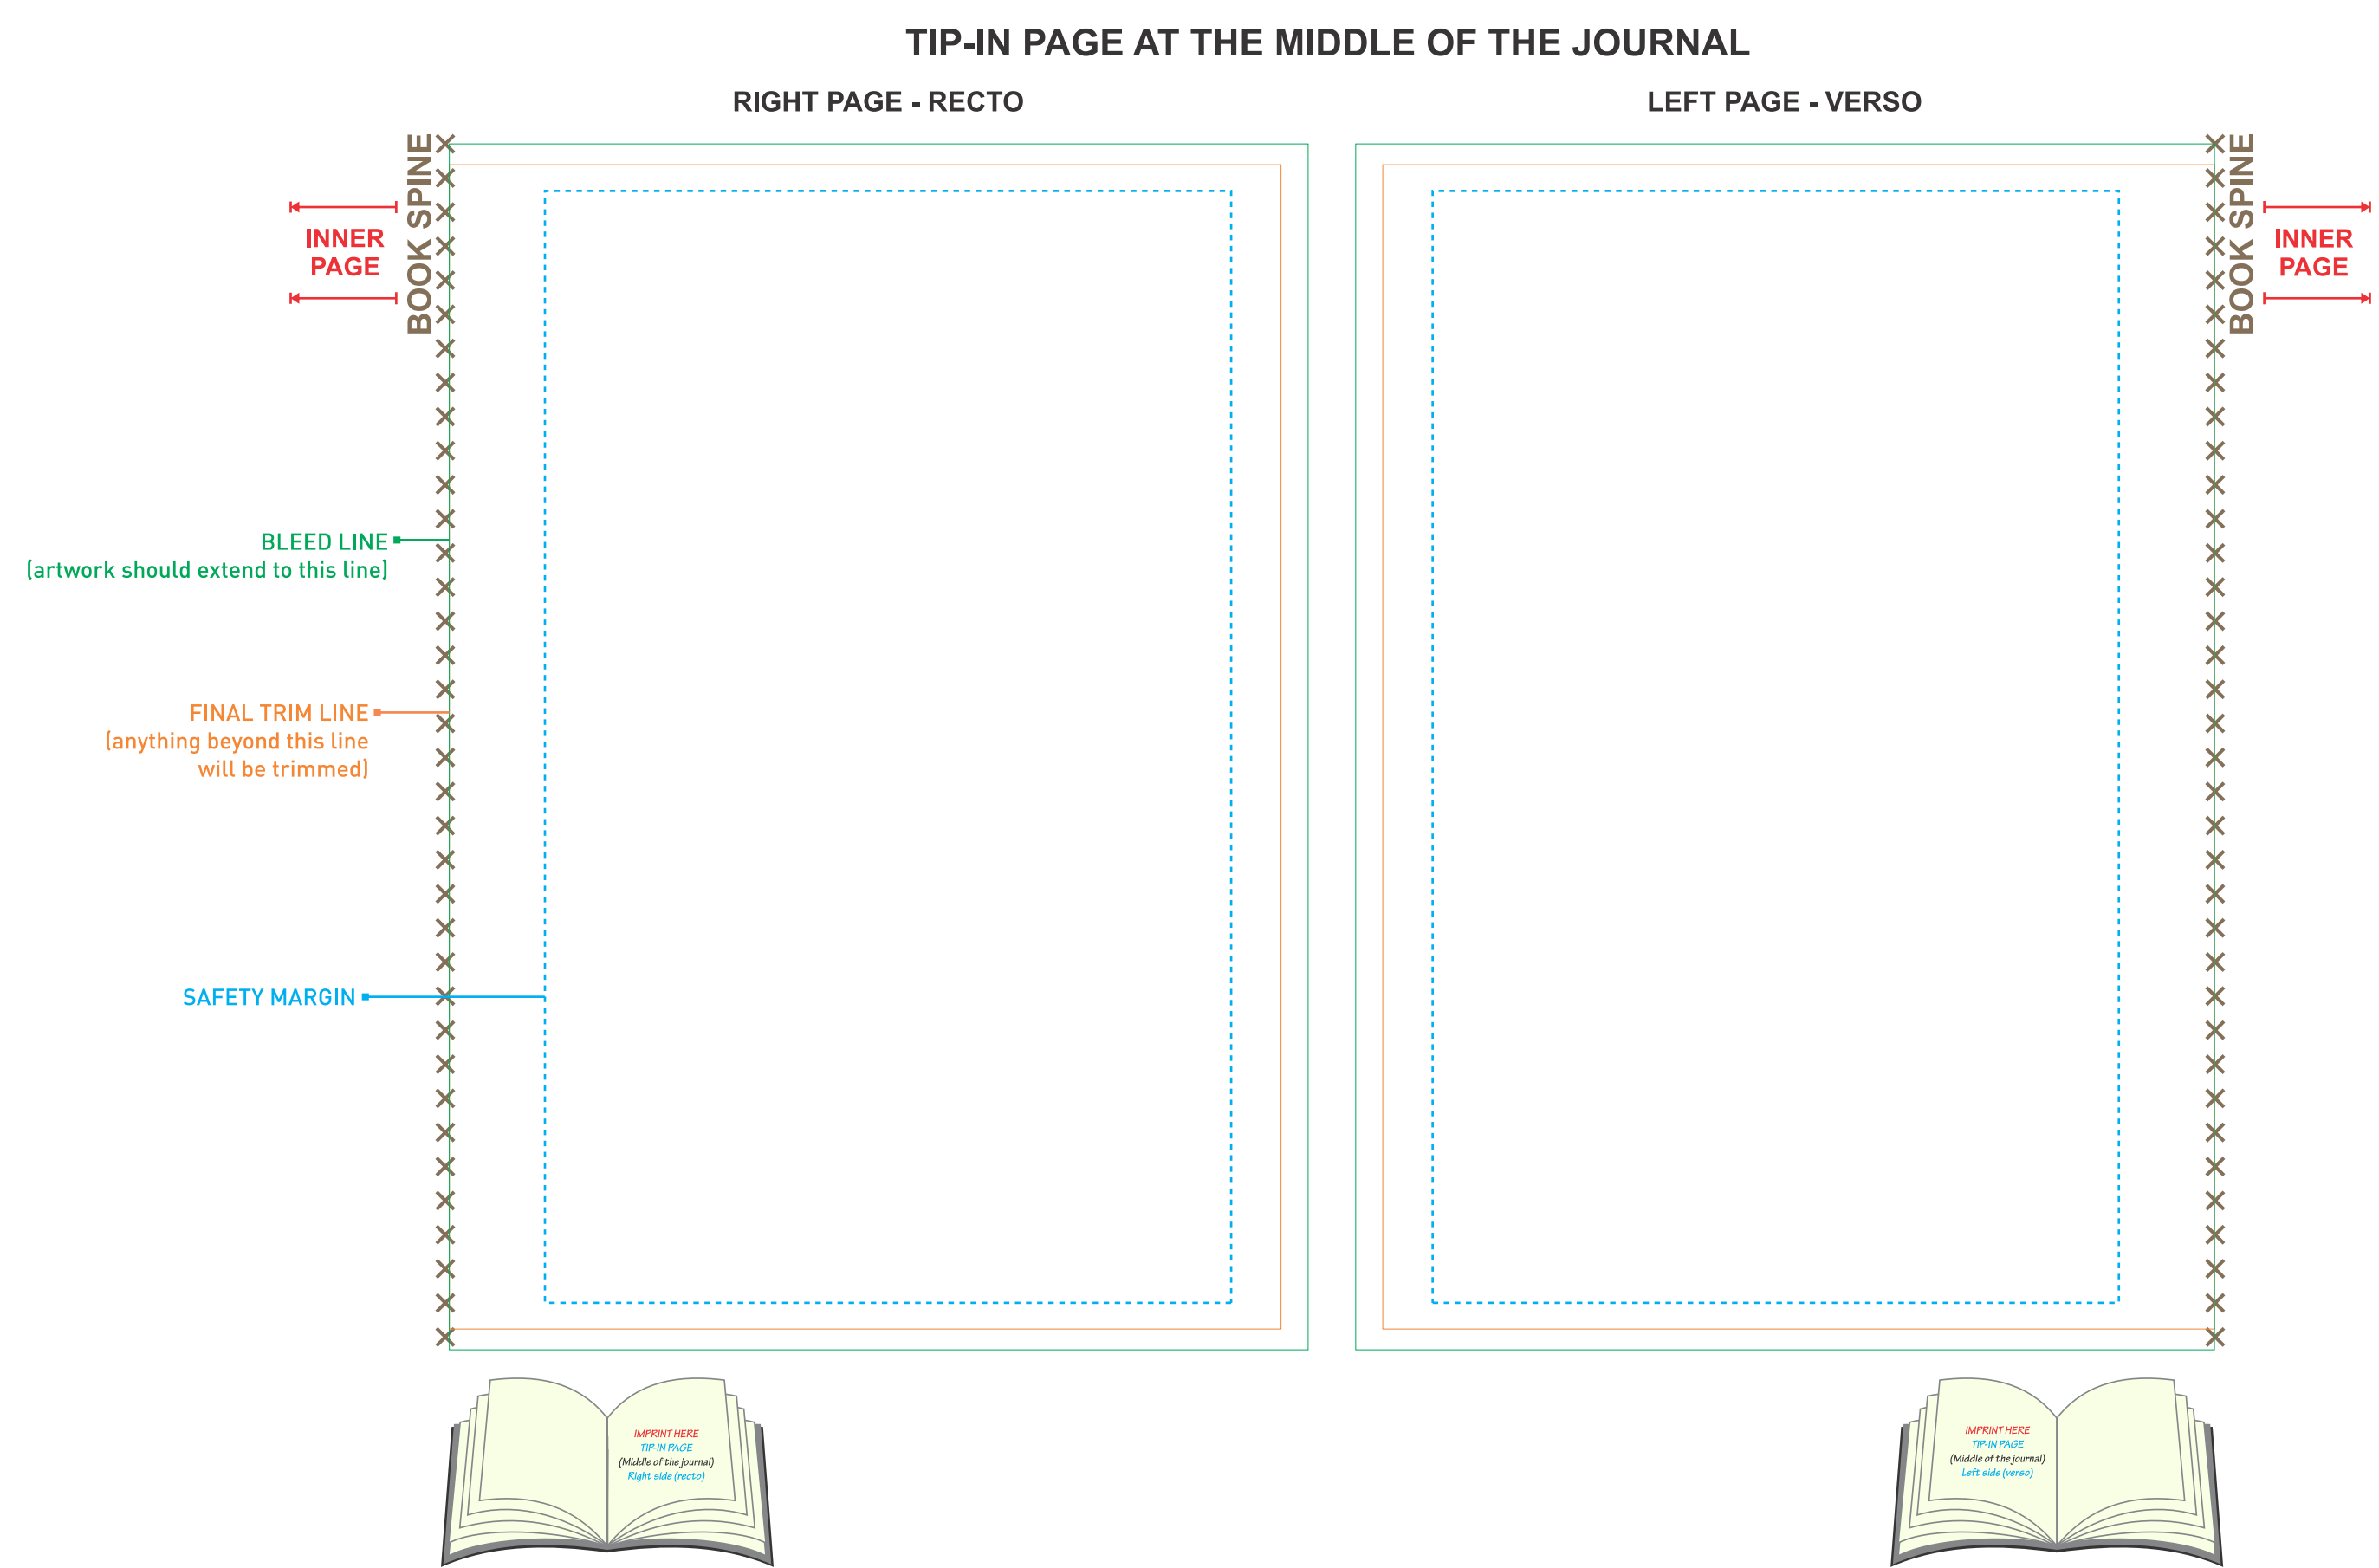 TIP-IN PAGE AT THE MIDDLE OF THE JOURNAL
RIGHT PAGE - RECTO
LEFT PAGE - VERSO
BOOK SPINE
INNER
PAGE
BOOK SPINE
INNER
PAGE
BLEED LINE
(artwork should extend to this line)
FINAL TRIM LINE
(anything beyond this line
will be trimmed)
SAFETY MARGIN
IMPRINT HERE
TIP-IN PAGE
(Middle of the journal)
Right side (recto)
IMPRINT HERE
TIP-IN PAGE
(Middle of the journal)
Left side (verso)